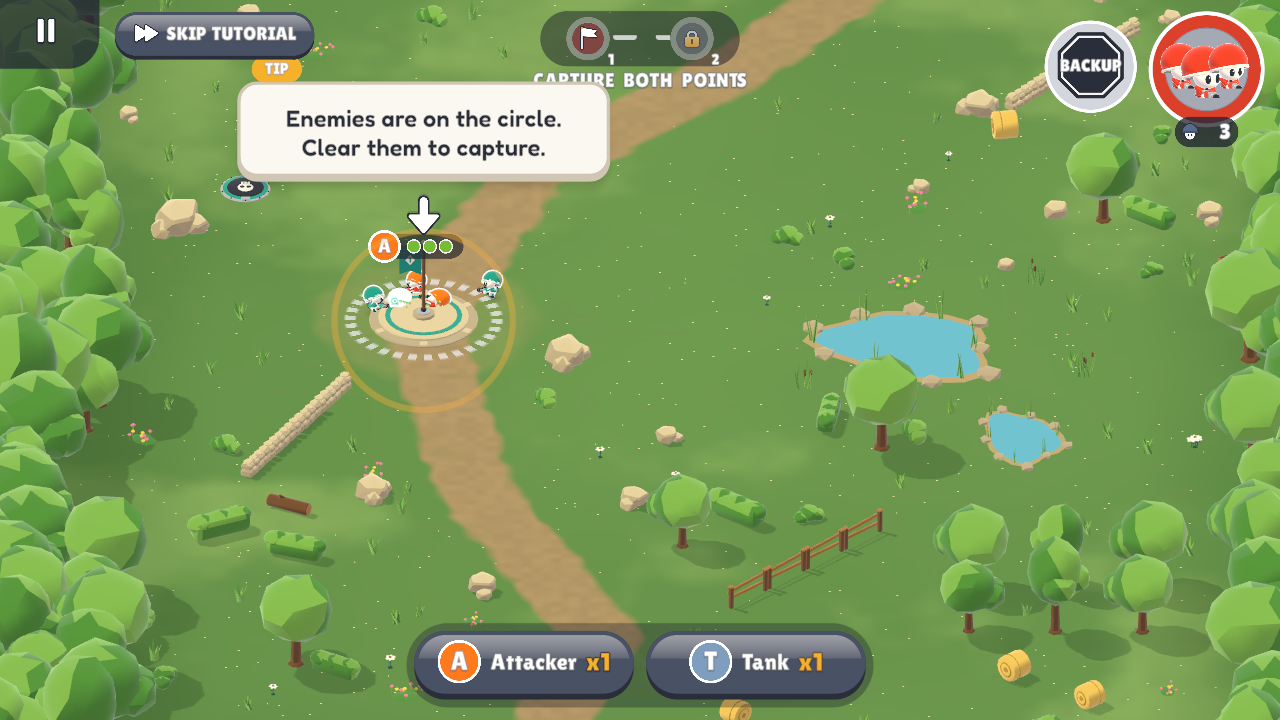 SKIP TUTORIAL
TIP
Enemies are on the circle.
Clear them to capture.
1
2
CAPTURE BOTH POINTS
BACKUP
3
A
A
Attacker x1
T
Tank x1